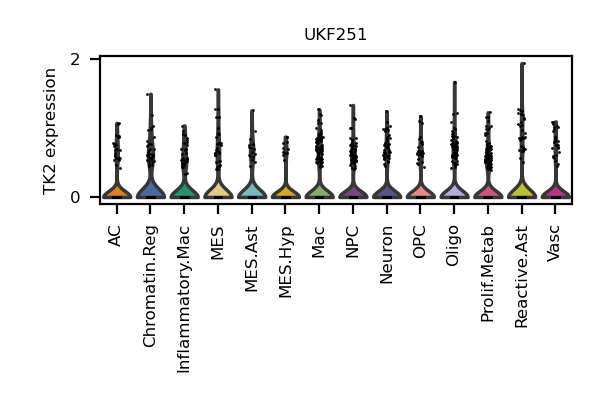 UKF251
TK2 expression
2
0
AC
Chromatin.Reg
Inflammatory.Mac
MES
MES.Ast
MES.Hyp
Mac
NPC
Neuron
OPC
Oligo
Prolif.Metab
Reactive.Ast
Vasc